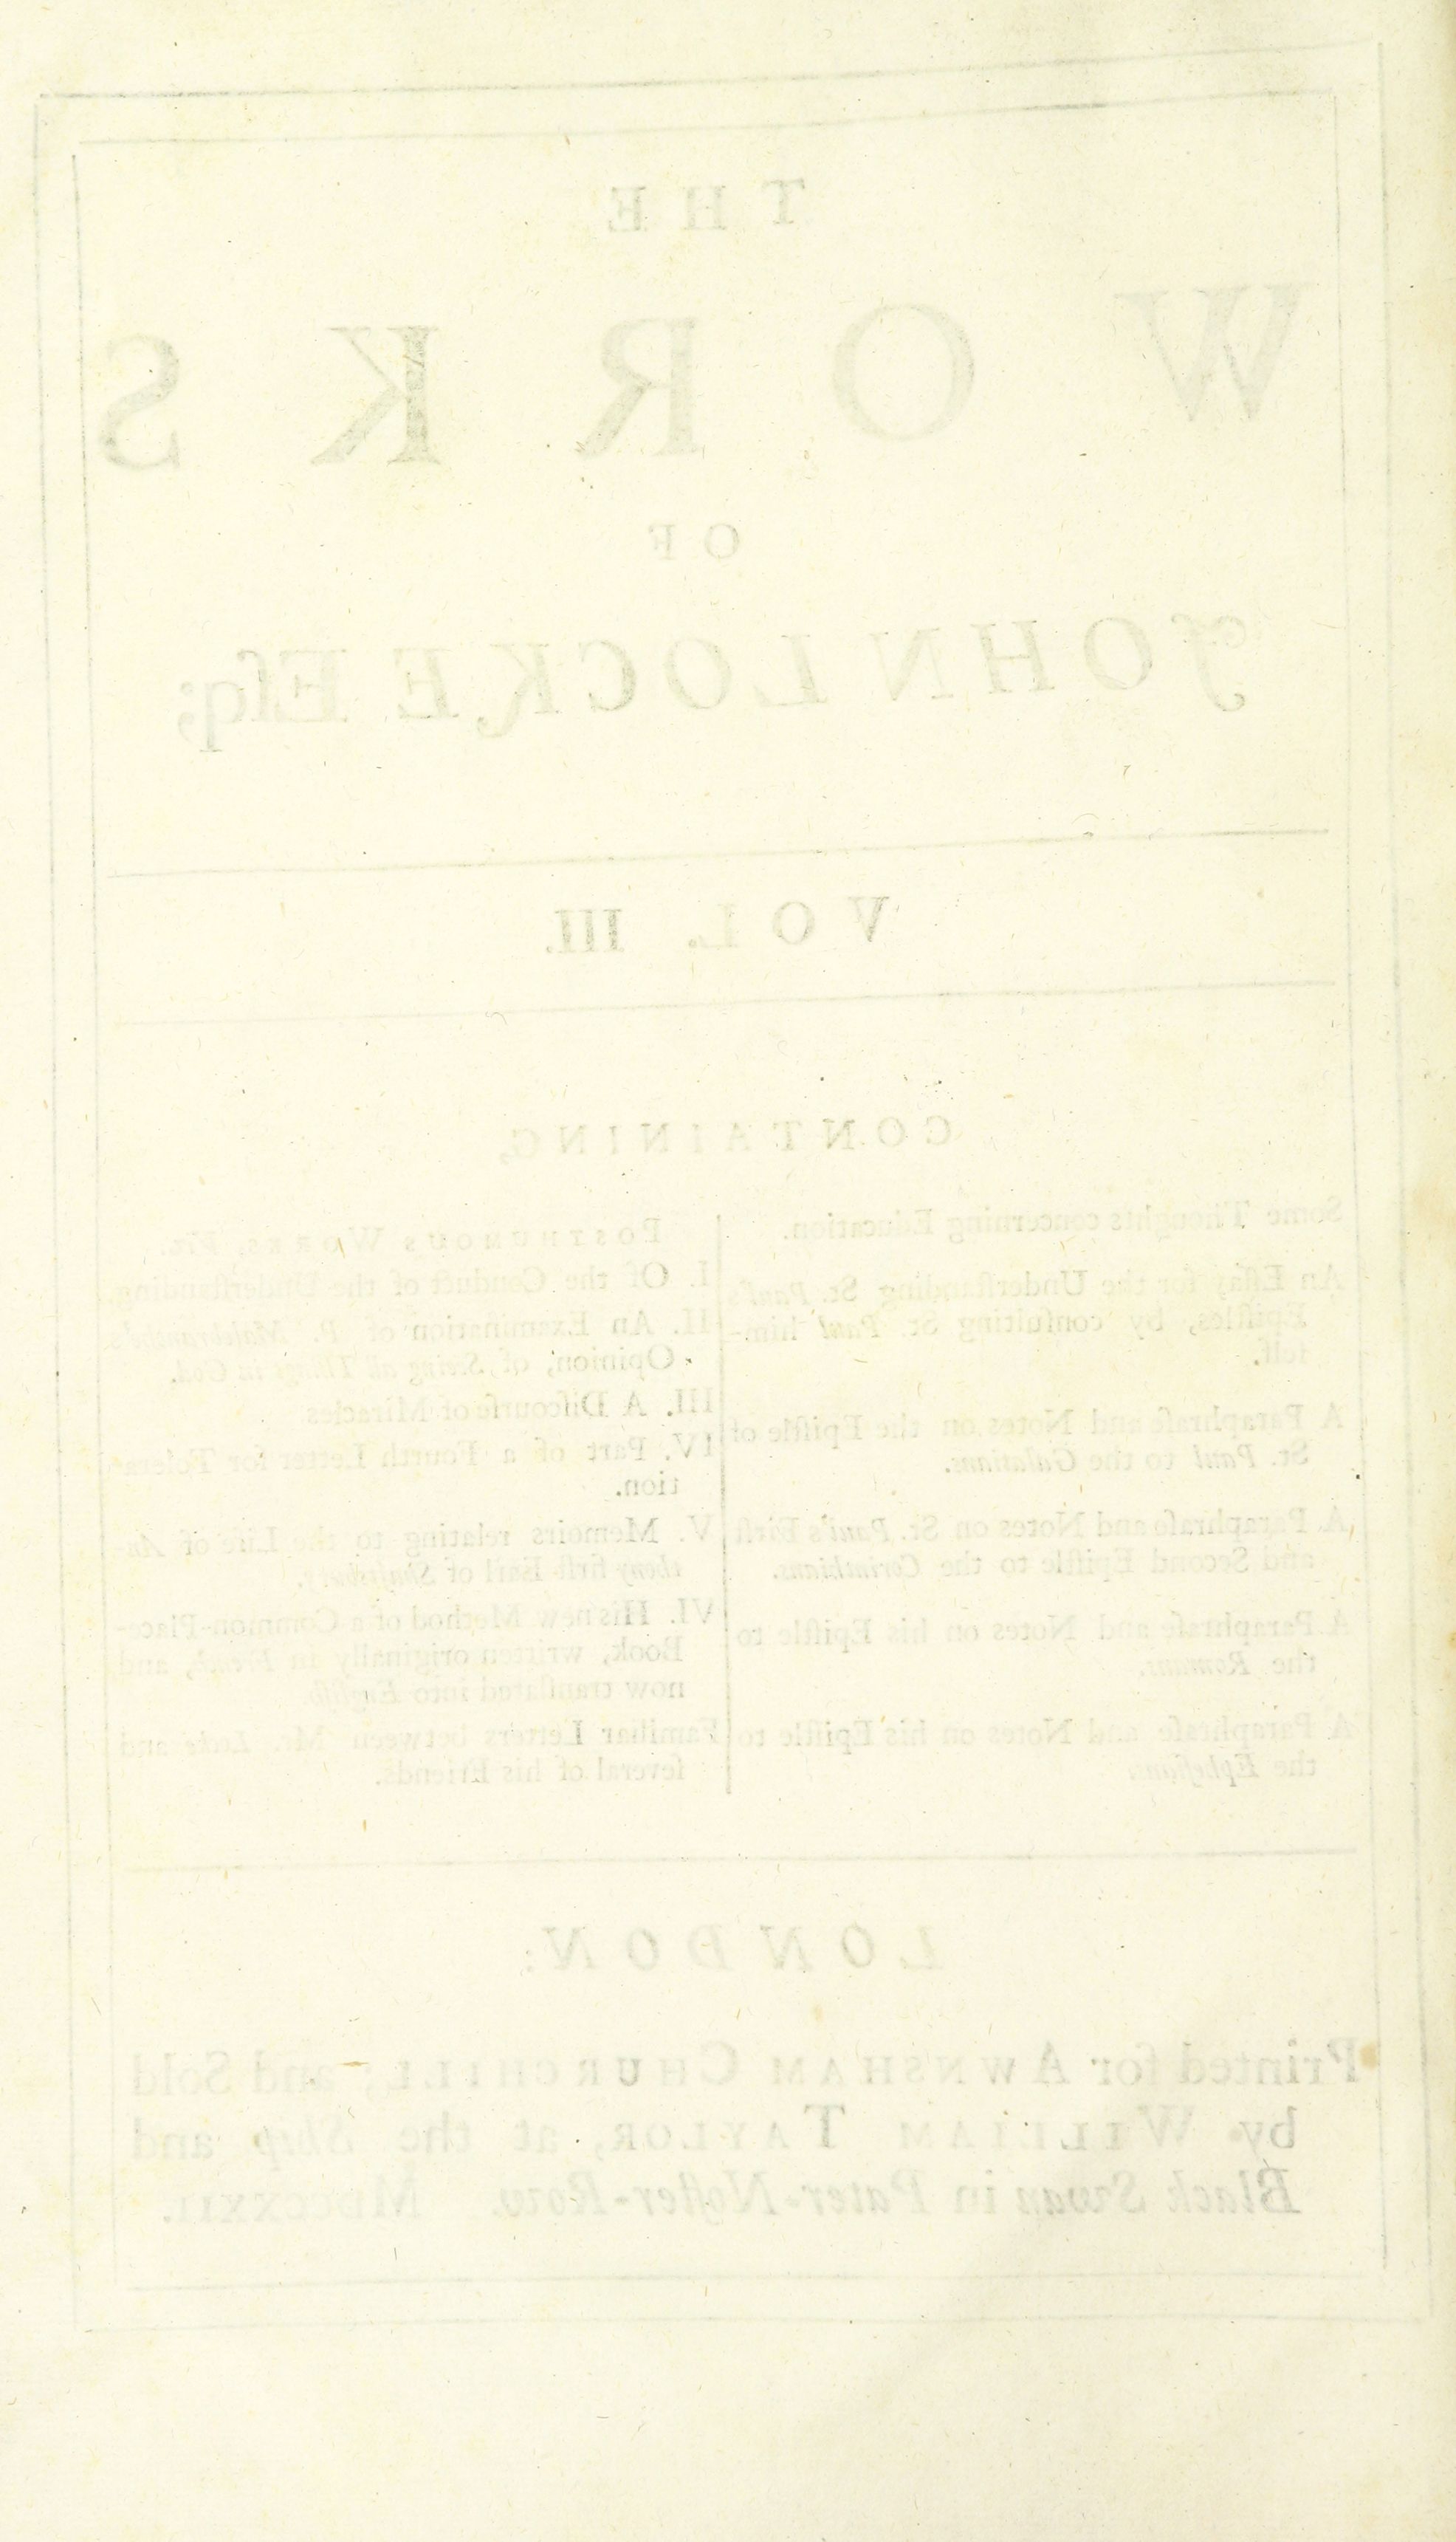 THE
WORKS
OF
JOHN LOCKE Eſq;
VOL. III.
CONTAINING,
Some Thoughts concerning Education.
An Eſſay for the Underſtanding St. Paul's
Epiſtles, by conſulting St. Paul him-
ſelf.
A Paraphraſe and Notes on the Epiſtle of
St. Paul to the Galatians.
A Paraphraſe and Notes on St. Paul's Firſt
and Second Epiſtle to the Corinthians.
A Paraphraſe and Notes on his Epiſtle to
the Romans.
A Paraphraſe and Notes on his Epiſtle to
the Epheſians.
POSTHUMOUS WORKS, Viz.
I. Of the Conduct of the Underſtanding.
II. An Examination of P. Malebranche's
Opinion, of Seeing all Things in God.
III. A Diſcourſe of Miracles.
IV. Part of a Fourth Letter for Tolera-
tion.
V. Memoirs relating to the Life of An-
thony firſt Earl of Shaftsbury.
VI. His new Method of a Common-Place-
Book, written originally in French, and
now tranſlated into Engliſh.
Familiar Letters between Mr. Locke and
ſeveral of his Friends.
LONDON:
Printed for AWNSHAM CHURCHILL; and Sold
by WILLIAM TAYLOR, at the Ship and
Black Swan in Pater-Noſter-Row. MDCCXXII.